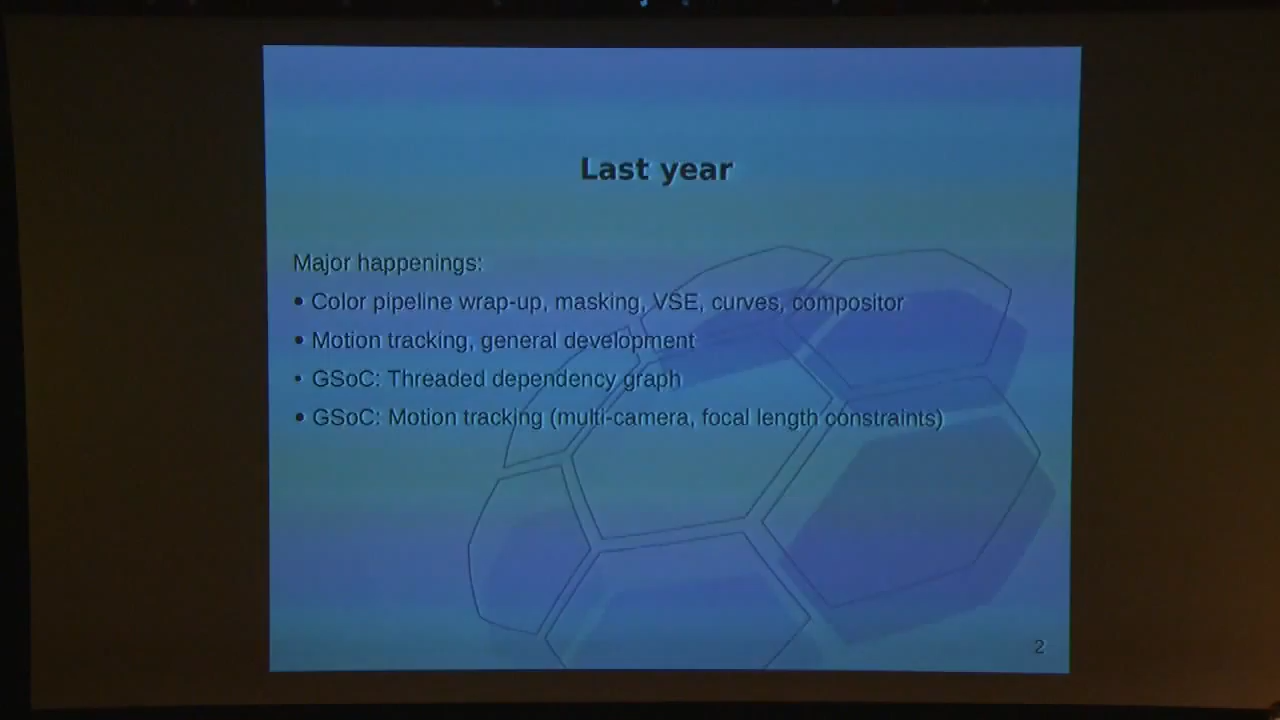 Last year
Major happenings:
• Color pipeline wrap-up, masking, VSE, curves, compositor
• Motion tracking, general development
• GSoC: Threaded dependency graph
• GSoC: Motion tracking (multi-camera, focal length constraints)
2